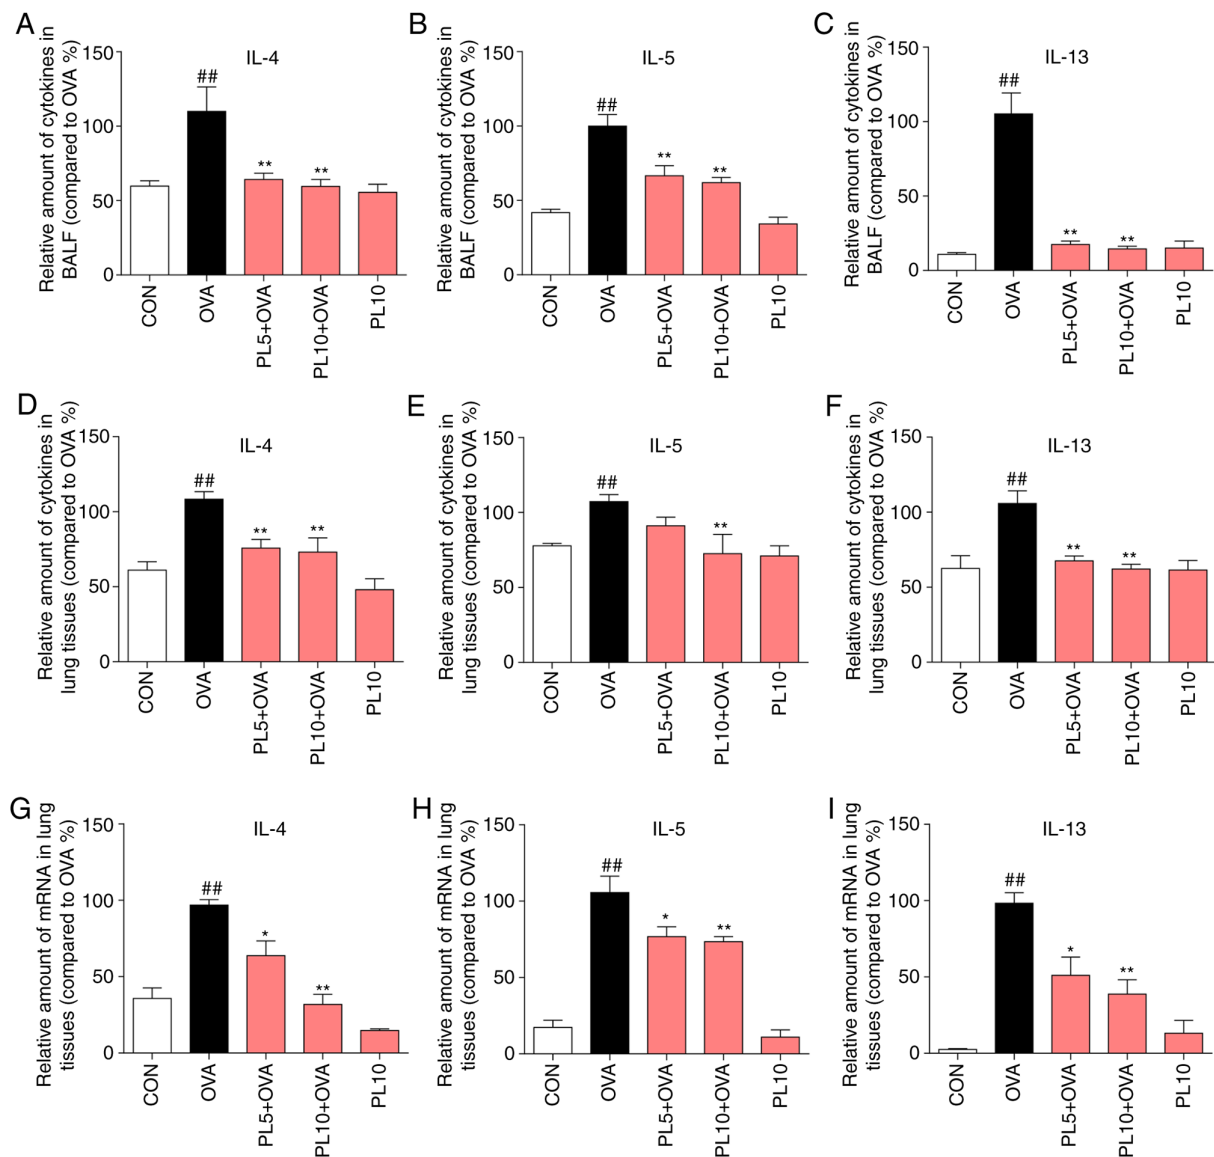 A
Relative amount of cytokines in
BALF (compared to OVA %)
IL-4
150
100
50
0
##
**
**
CON
OVA
PL5+OVA
PL10+OVA
PL10
B
Relative amount of cytokines in
BALF (compared to OVA %)
IL-5
150
100
50
0
##
**
**
CON
OVA
PL5+OVA
PL10+OVA
PL10
C
Relative amount of cytokines in
BALF (compared to OVA %)
IL-13
150
100
50
0
##
**
**
CON
OVA
PL5+OVA
PL10+OVA
PL10
D
Relative amount of cytokines in
lung tissues (compared to OVA %)
IL-4
150
100
50
0
##
**
**
CON
OVA
PL5+OVA
PL10+OVA
PL10
E
Relative amount of cytokines in
lung tissues (compared to OVA %)
IL-5
150
100
50
0
##
**
CON
OVA
PL5+OVA
PL10+OVA
PL10
F
Relative amount of cytokines in
lung tissues (compared to OVA %)
IL-13
150
100
50
0
##
**
**
CON
OVA
PL5+OVA
PL10+OVA
PL10
G
Relative amount of mRNA in lung
tissues (compared to OVA %)
IL-4
150
100
50
0
##
*
**
CON
OVA
PL5+OVA
PL10+OVA
PL10
H
Relative amount of mRNA in lung
tissues (compared to OVA %)
IL-5
150
100
50
0
##
*
**
CON
OVA
PL5+OVA
PL10+OVA
PL10
I
Relative amount of mRNA in lung
tissues (compared to OVA %)
IL-13
150
100
50
0
##
*
**
CON
OVA
PL5+OVA
PL10+OVA
PL10